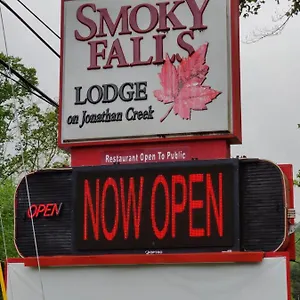 SMOKY
FALLS
LODGE
on Jonathan Creek
Restaurant Open To Public
OPEN
NOW OPEN